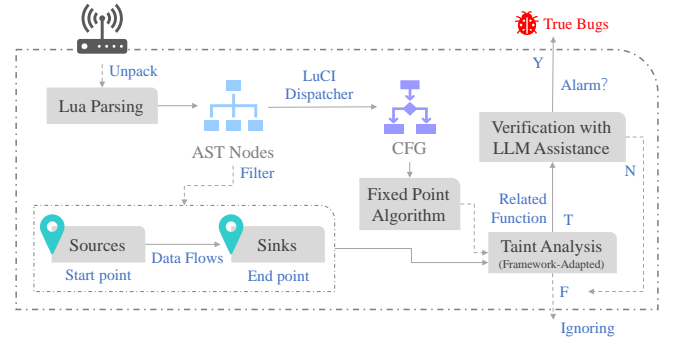 True Bugs
Unpack
Y
LuCI
Dispatcher
Alarm?
Lua Parsing
Verification with
LLM Assistance
AST Nodes
CFG
Filter
N
Fixed Point
Algorithm
Related
Function
T
Sources
Data Flows
Sinks
Taint Analysis
(Framework-Adapted)
Start point
End point
F
Ignoring